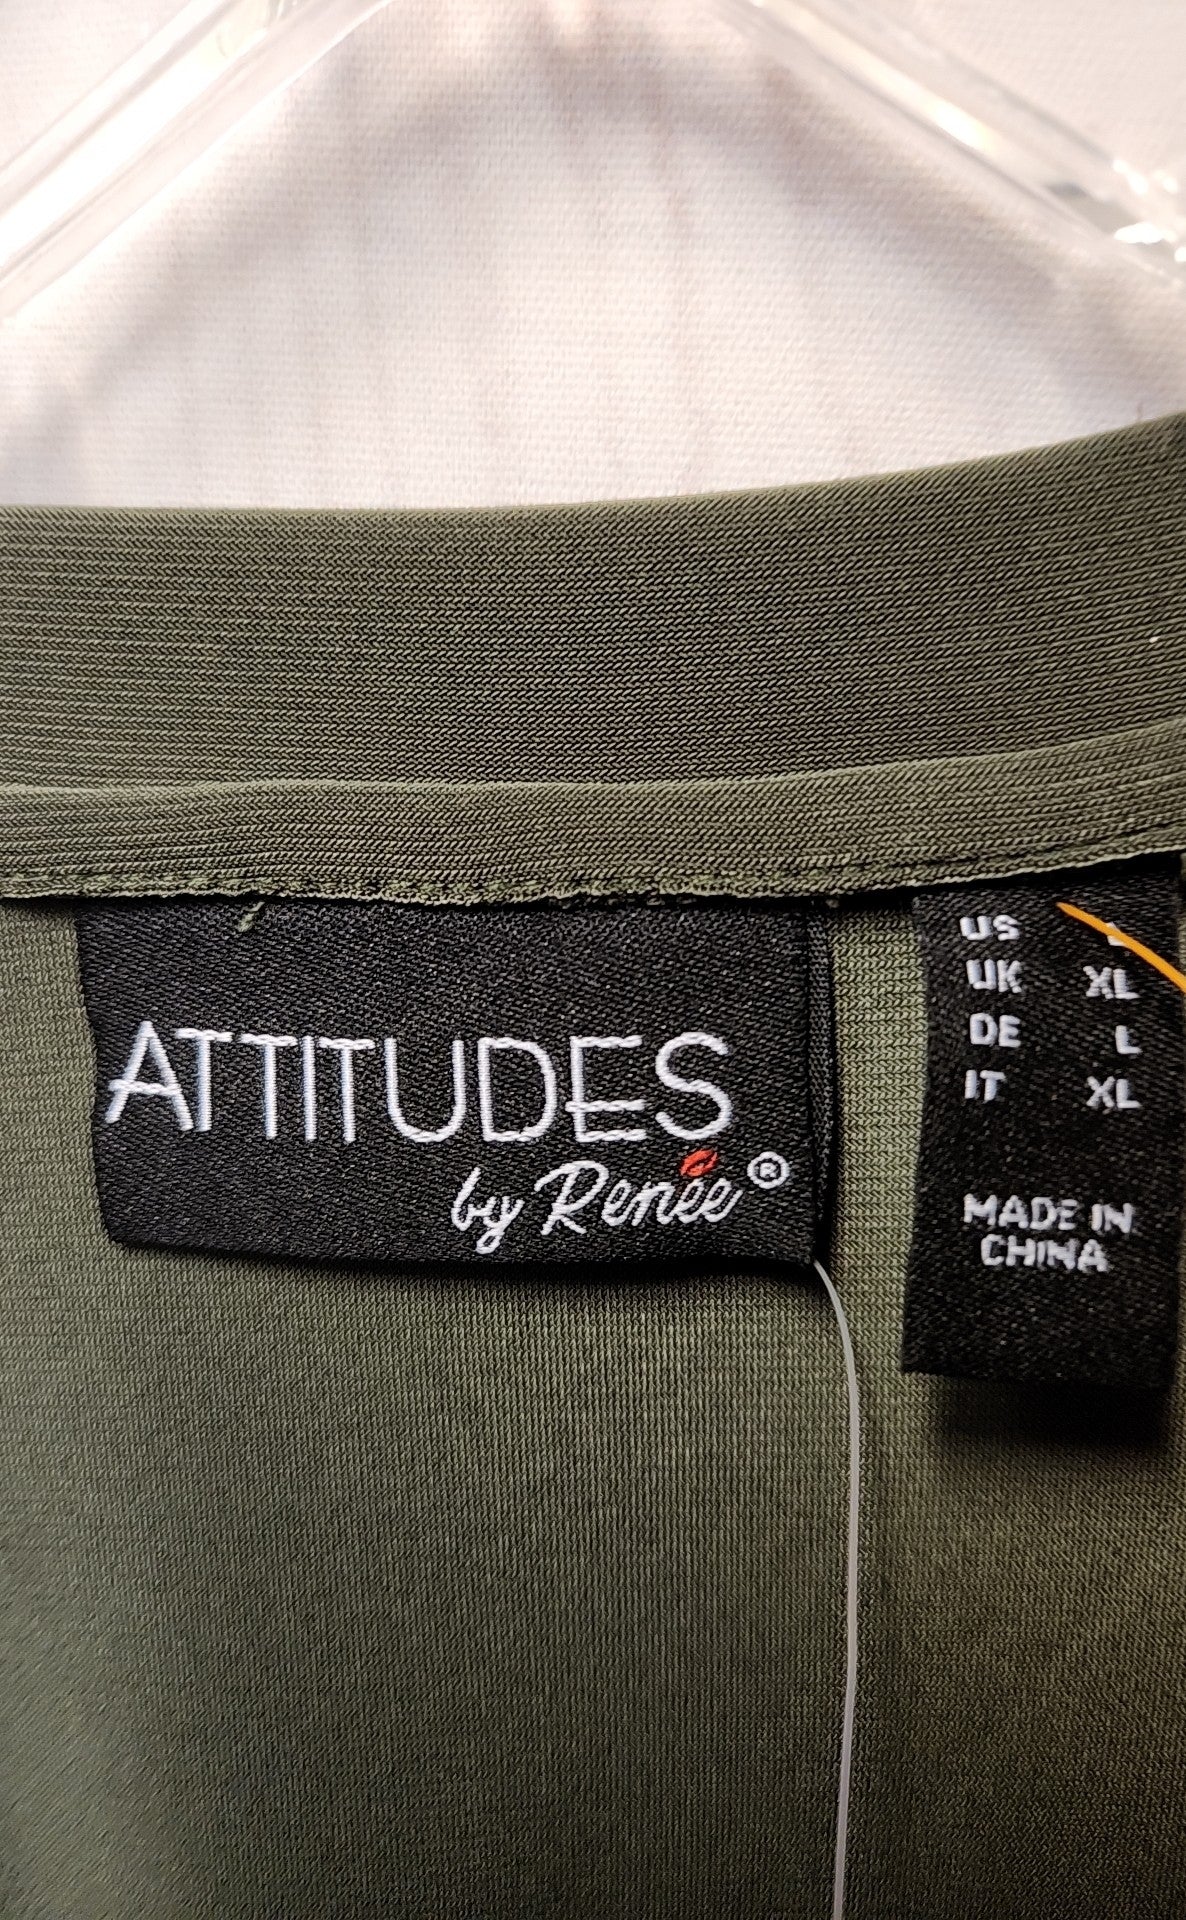 ATTITUDES
by Renée ®
US L
UK XL
DE L
IT XL
MADE IN
CHINA